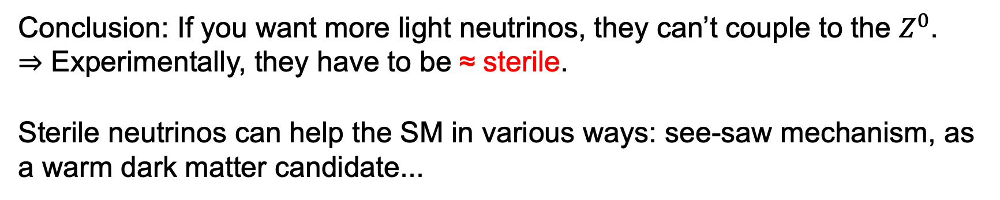 Conclusion: If you want more light neutrinos, they can’t couple to the Z⁰.
⇒ Experimentally, they have to be ≈ sterile.
Sterile neutrinos can help the SM in various ways: see-saw mechanism, as
a warm dark matter candidate...